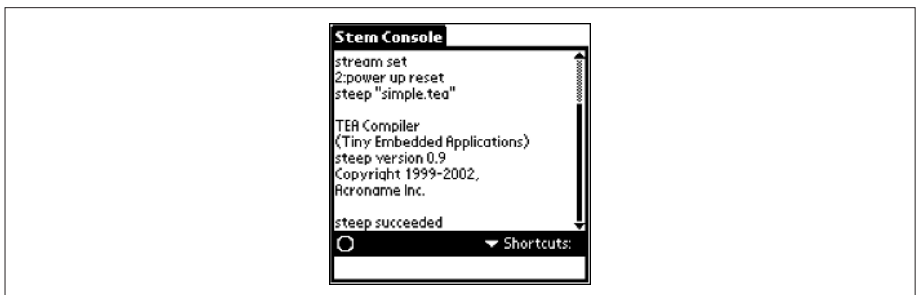 Stem Console
stream set
2:power up reset
steep "simple.tea"
TEA Compiler
(Tiny Embedded Applications)
steep version 0.9
Copyright 1999-2002,
Acroname Inc.
steep succeeded
Shortcuts: